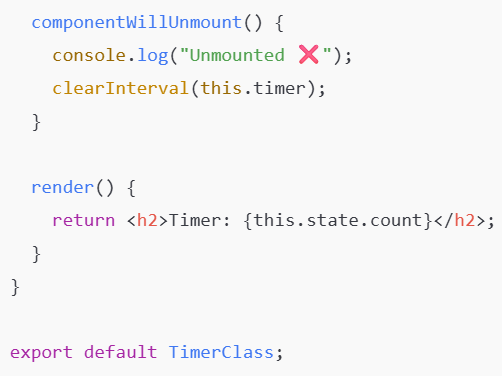 componentWillUnmount() {
console.log("Unmounted ❌");
clearInterval(this.timer);
}
render() {
return <h2>Timer: {this.state.count}</h2>;
}
}
export default TimerClass;